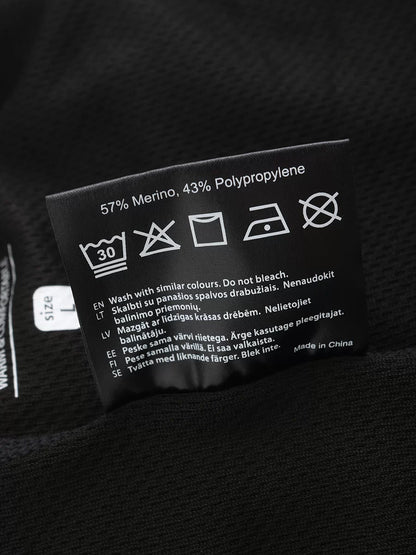 57% Merino, 43% Polypropylene
30
EN Wash with similar colours. Do not bleach.
LT Skalbti su panašios spalvos drabužiais. Nenaudokit
balinimo priemonių.
LV Mazgāt ar līdzīgas krāsas drēbēm. Nelietojiet
balinātāju.
EE Peske sama värvi riietega. Ärge kasutage pleegitajat.
FI Pese samalla värillä. Ei saa valkaista.
SE Tvärta med liknande färger. Blek inte.
Made in China
size
L